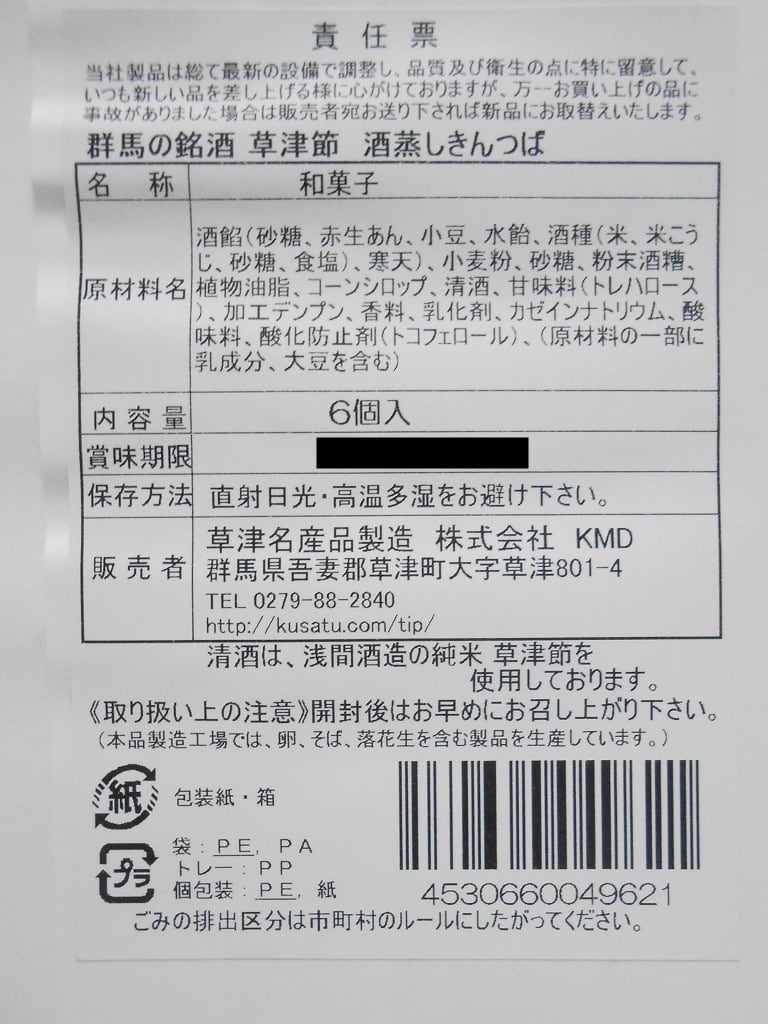 責任票
当社製品は総て最新の設備で調整し、品質及び衛生の点に特に留意して、
いつも新しい品を差し上げる様に心がけておりますが、万一お買い上げの品に
事故がありました場合は販売者宛お送り下されば新品にお取替えいたします。
群馬の銘酒 草津節 酒蒸しきんつば
名 称 和菓子
原材料名
酒餡(砂糖、赤生あん、小豆、水飴、酒種(米、米こう
じ、砂糖、食塩)、寒天)、小麦粉、砂糖、粉末酒糟、
植物油脂、コーンシロップ、清酒、甘味料(トレハロース
)、加工デンプン、香料、乳化剤、カゼインナトリウム、酸
味料、酸化防止剤(トコフェロール)、(原材料の一部に
乳成分、大豆を含む)
内容量 6個入
賞味期限
保存方法 直射日光・高温多湿をお避け下さい。
販売者
草津名産品製造 株式会社 KMD
群馬県吾妻郡草津町大字草津801-4
TEL 0279-88-2840
http://kusatu.com/tip/
清酒は、浅間酒造の純米 草津節を
使用しております。
《取り扱い上の注意》開封後はお早めにお召し上がり下さい。
(本品製造工場では、卵、そば、落花生を含む製品を生産しています。)
紙 包装紙・箱
プラ
袋:PE,PA
トレー:PP
個包装:PE,紙
4530660049621
ごみの排出区分は市町村のルールにしたがってください。